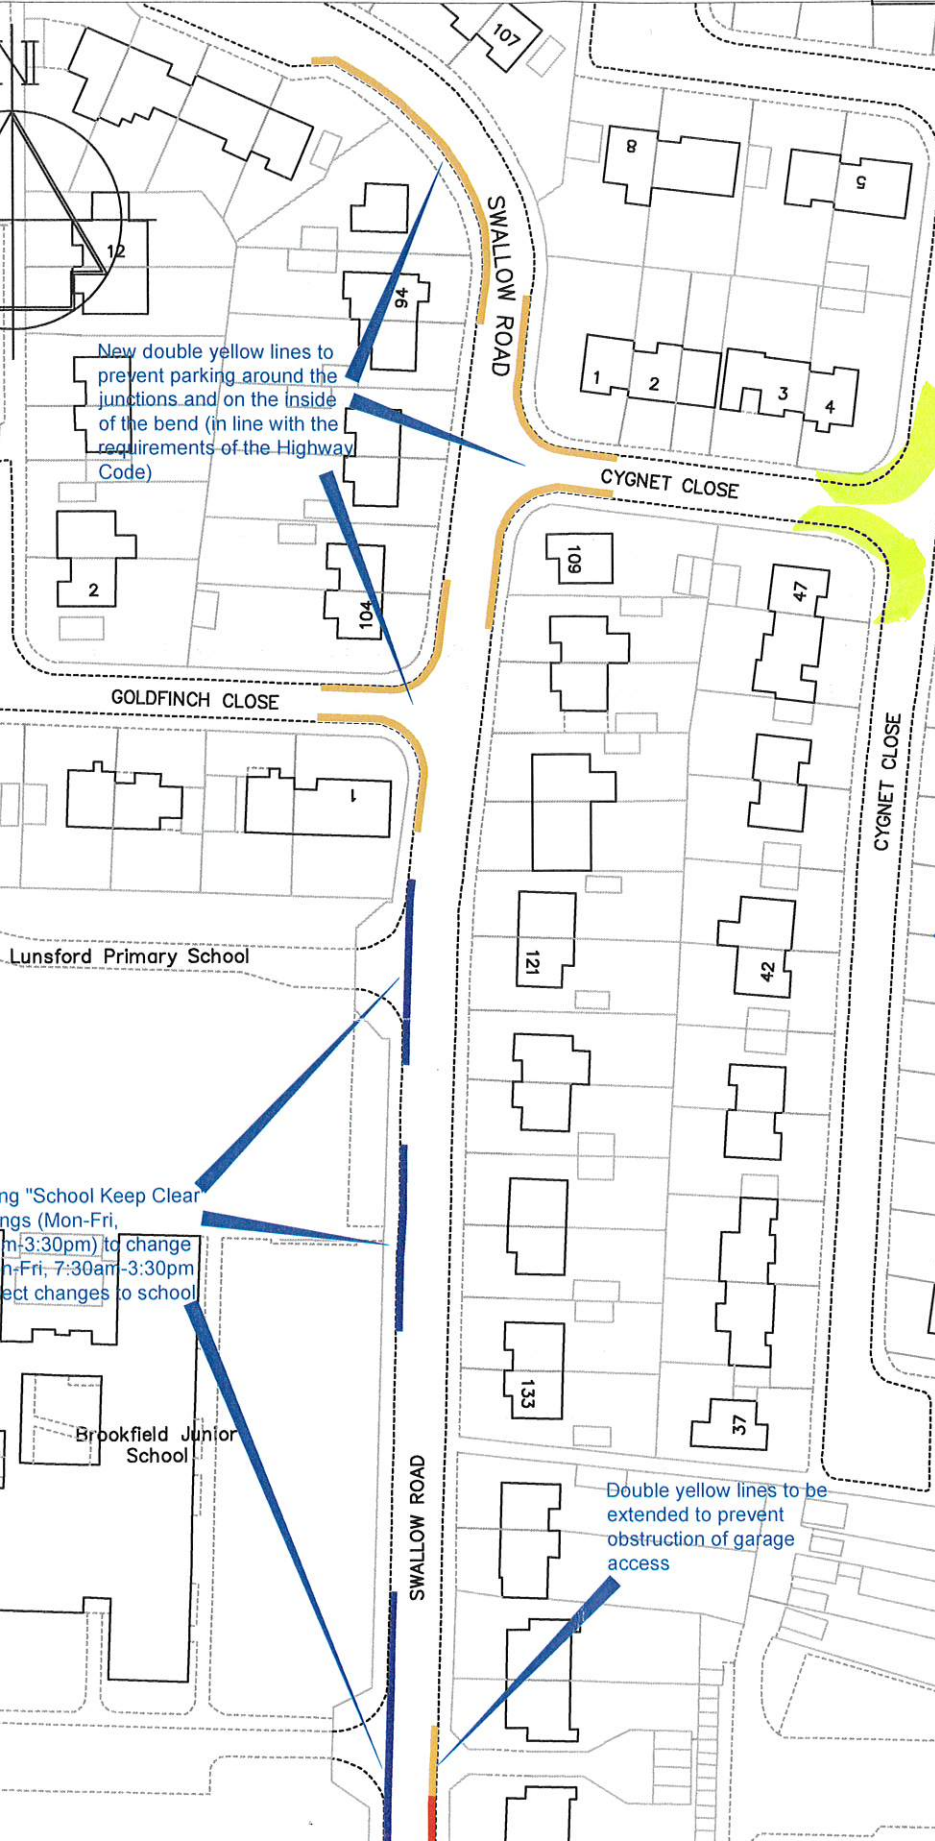 107
N
8
5
SWALLOW ROAD
12
94
New double yellow lines to
prevent parking around the
junctions and on the inside
of the bend (in line with the
requirements of the Highway
Code)
1
2
3
4
CYGNET CLOSE
109
47
2
104
GOLDFINCH CLOSE
CYGNET CLOSE
1
121
42
Lunsford Primary School
ng "School Keep Clear
ngs (Mon-Fri,
m-3:30pm) to change
n-Fri, 7:30am-3:30pm
ect changes to school
133
37
Brookfield Junior
School
SWALLOW ROAD
Double yellow lines to be
extended to prevent
obstruction of garage
access